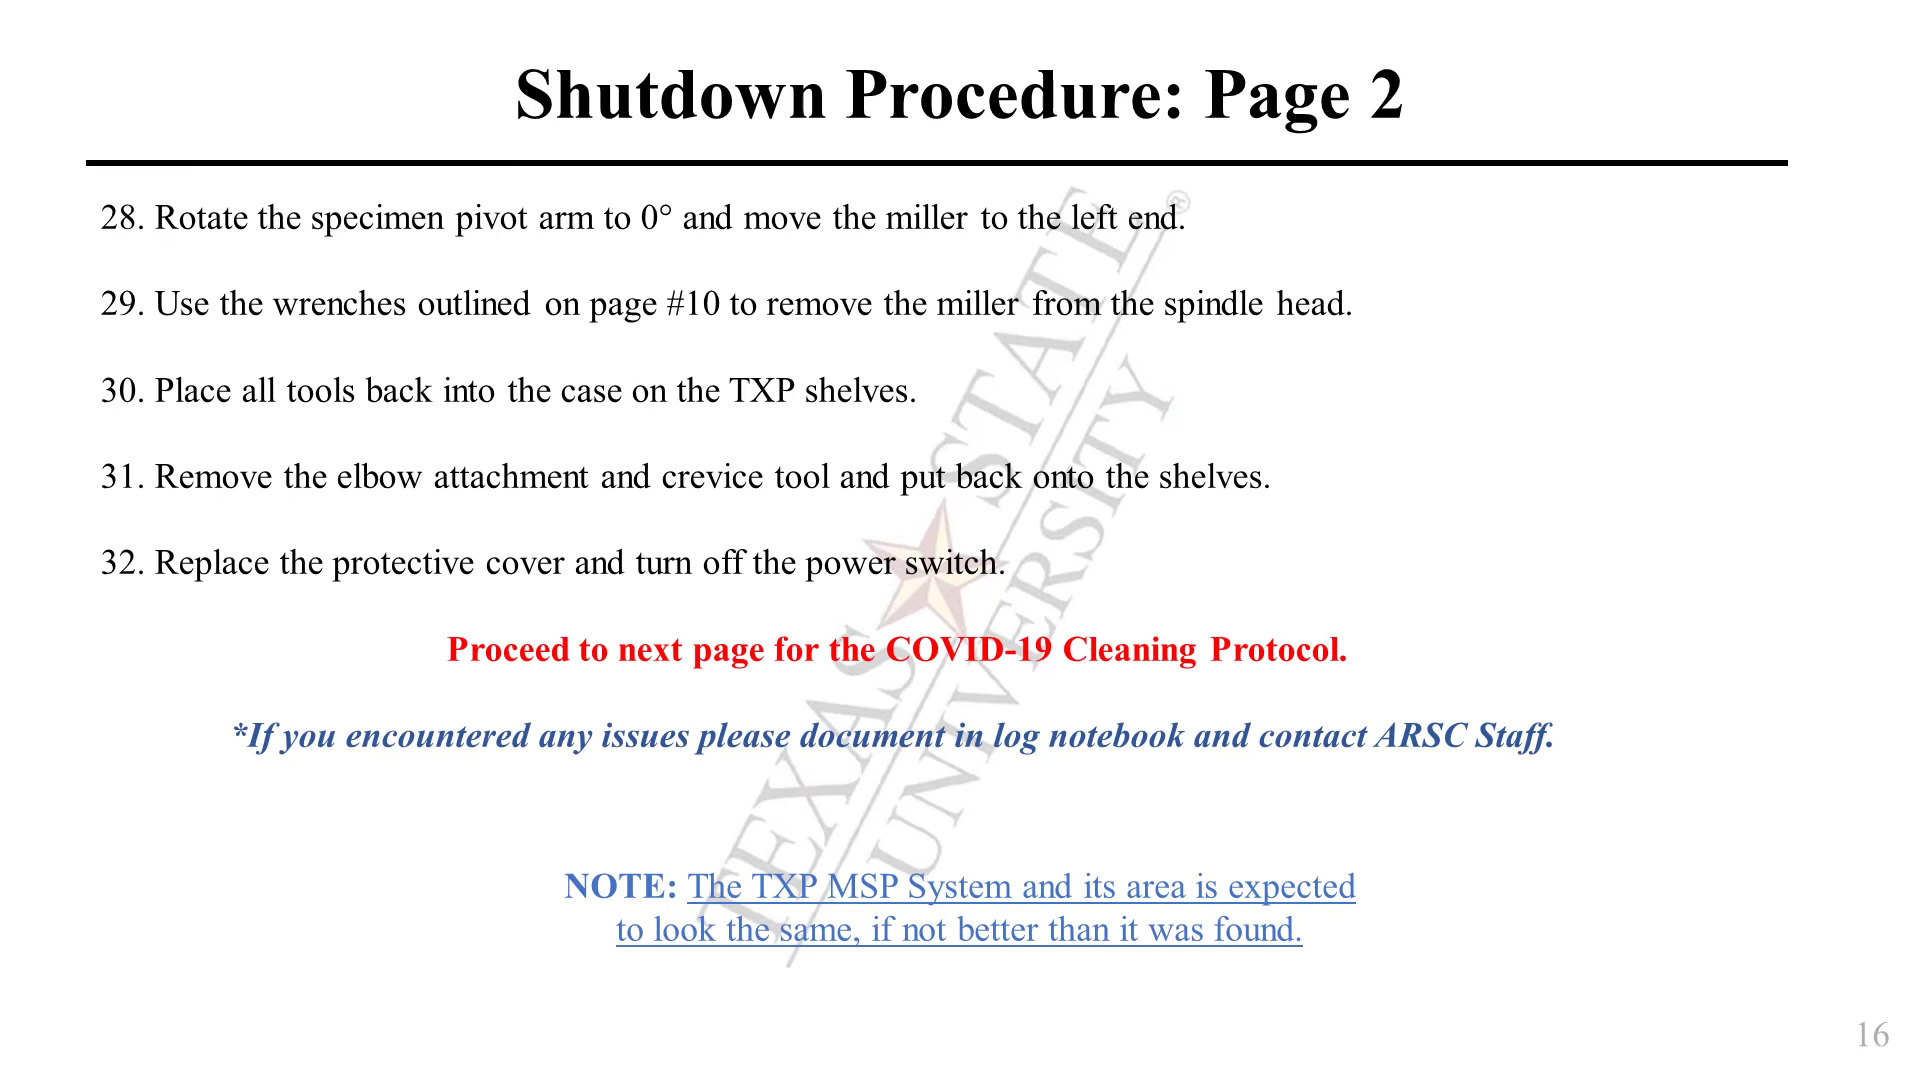 Shutdown Procedure: Page 2
28. Rotate the specimen pivot arm to 0° and move the miller to the left end.
29. Use the wrenches outlined on page #10 to remove the miller from the spindle head.
30. Place all tools back into the case on the TXP shelves.
31. Remove the elbow attachment and crevice tool and put back onto the shelves.
32. Replace the protective cover and turn off the power switch.
Proceed to next page for the COVID-19 Cleaning Protocol.
*If you encountered any issues please document in log notebook and contact ARSC Staff.
NOTE: The TXP MSP System and its area is expected
to look the same, if not better than it was found.
TEXAS STATE ®
UNIVERSITY
16